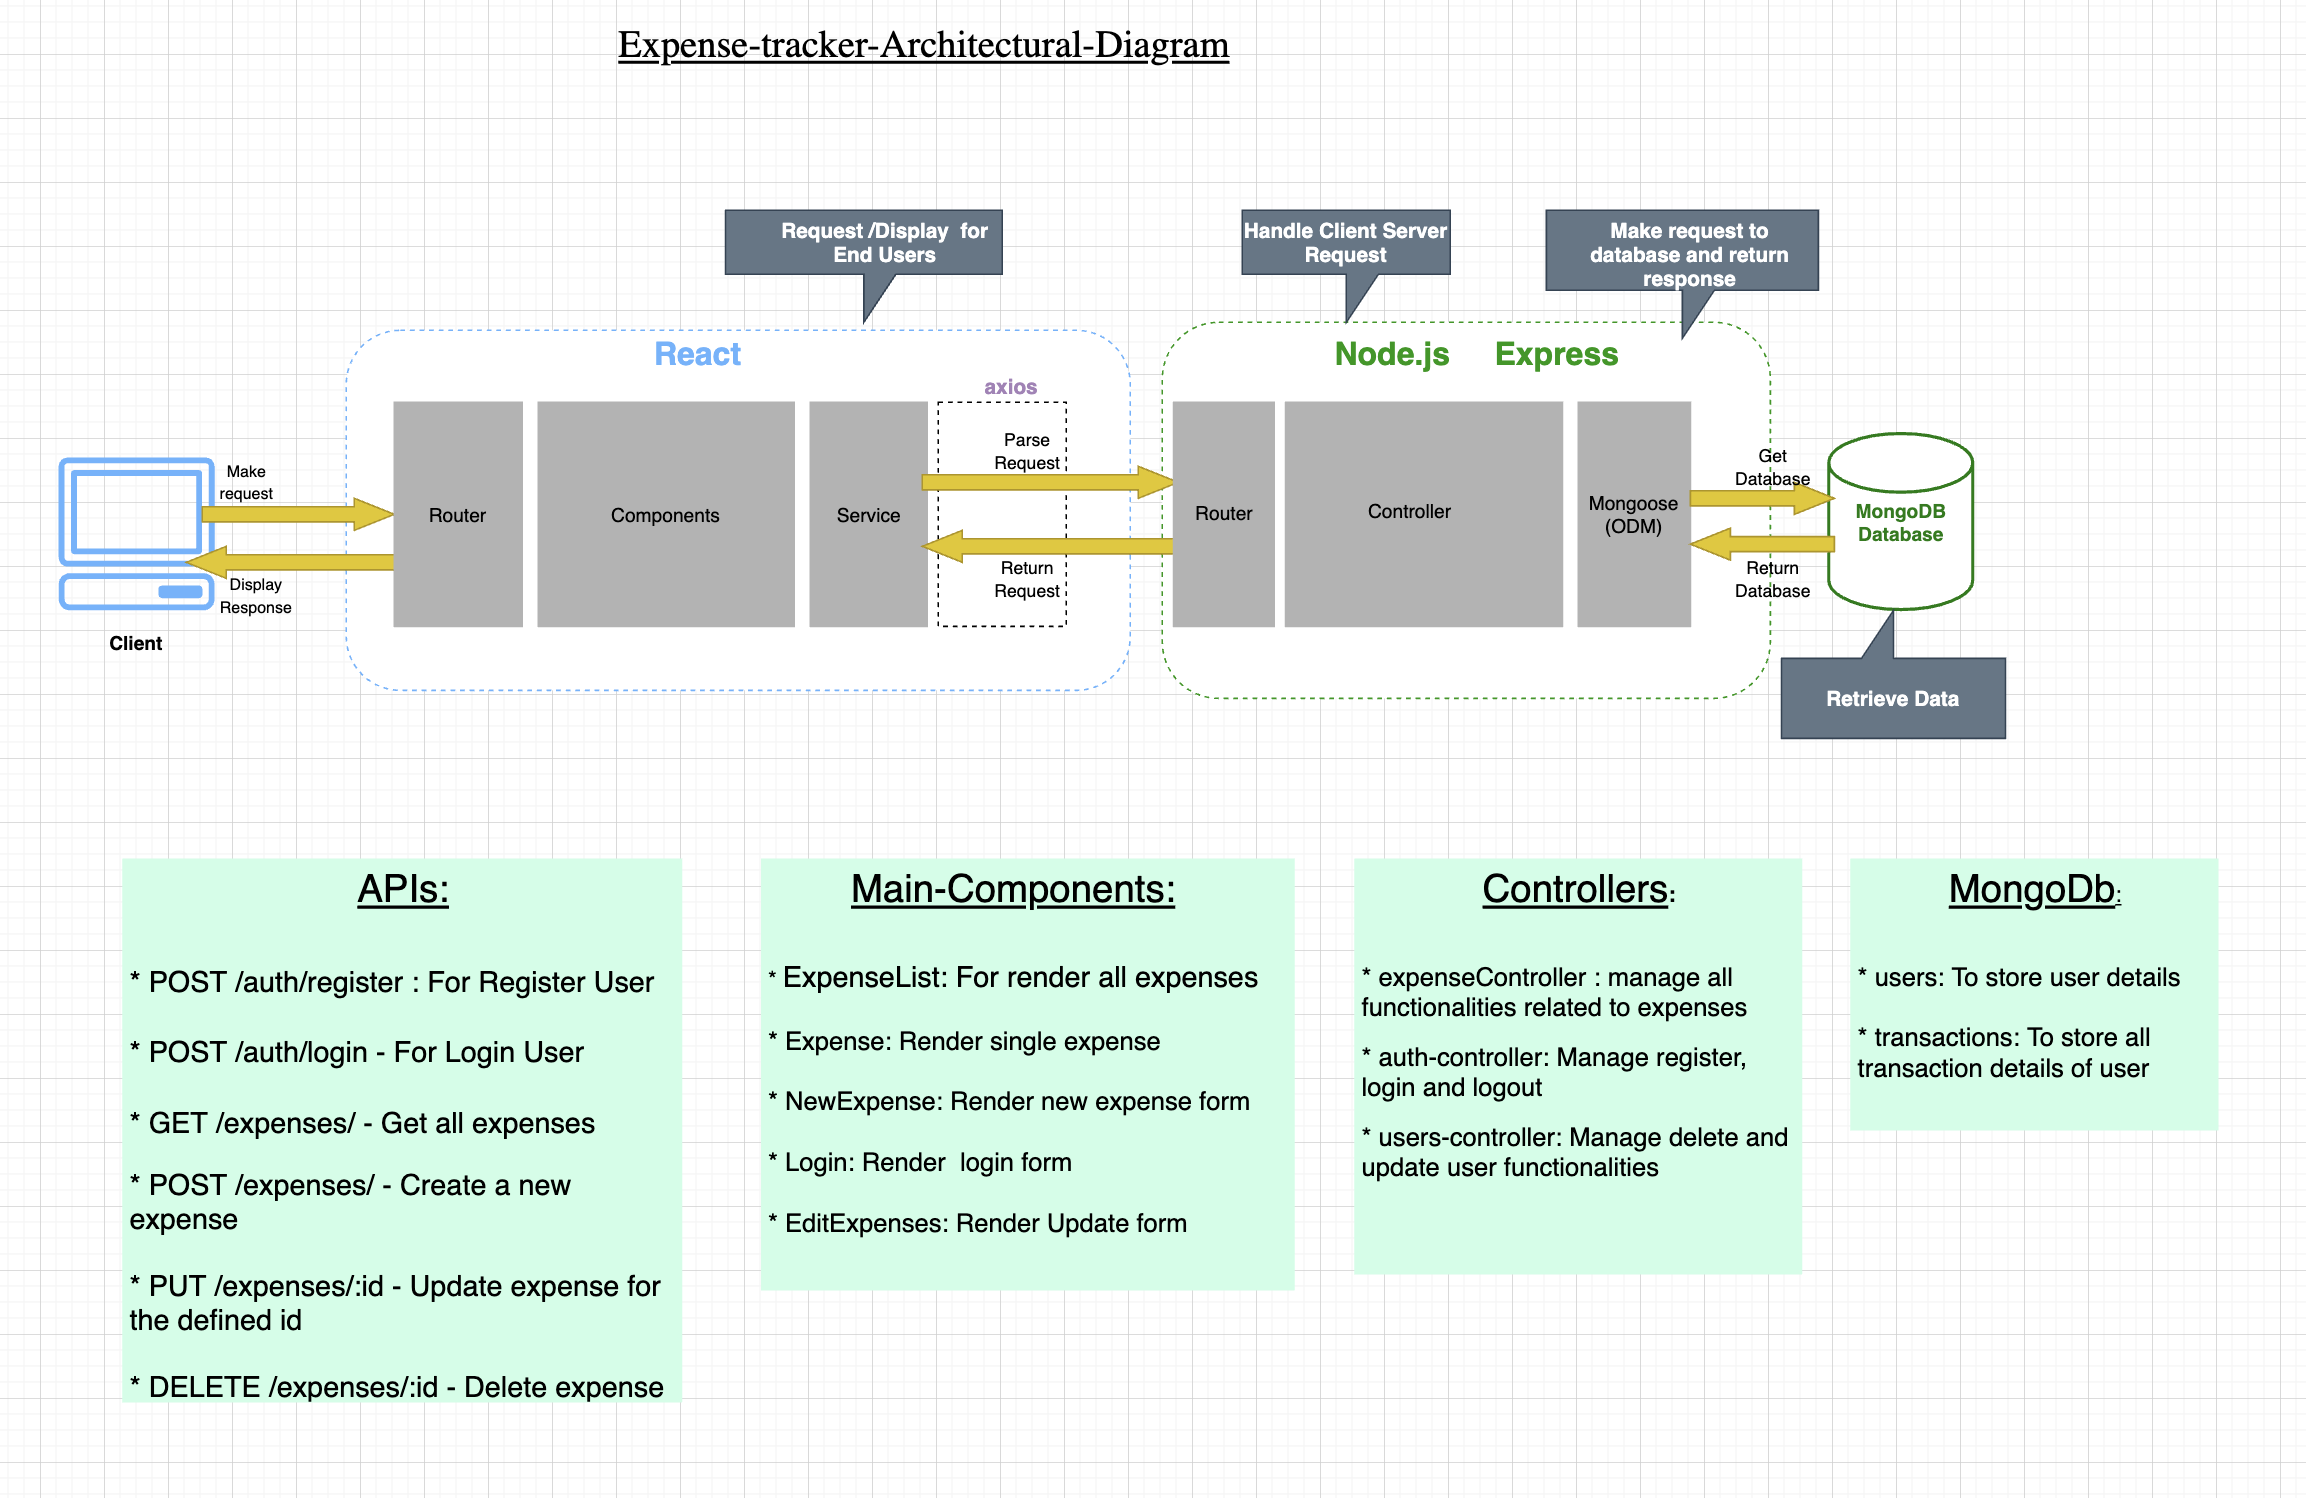 Expense-tracker-Architectural-Diagram
Request /Display for
End Users
Handle Client Server
Request
Make request to
database and return
response
React
Node.js Express
axios
Parse
Request
Make
request
Router
Components
Service
Router
Controller
Mongoose
(ODM)
Get
Database
MongoDB
Database
Display
Response
Return
Request
Return
Database
Client
Retrieve Data
APIs:
* POST /auth/register : For Register User
* POST /auth/login - For Login User
* GET /expenses/ - Get all expenses
* POST /expenses/ - Create a new
expense
* PUT /expenses/:id - Update expense for
the defined id
* DELETE /expenses/:id - Delete expense
Main-Components:
* ExpenseList: For render all expenses
* Expense: Render single expense
* NewExpense: Render new expense form
* Login: Render login form
* EditExpenses: Render Update form
Controllers:
* expenseController : manage all
functionalities related to expenses
* auth-controller: Manage register,
login and logout
* users-controller: Manage delete and
update user functionalities
MongoDb:
* users: To store user details
* transactions: To store all
transaction details of user